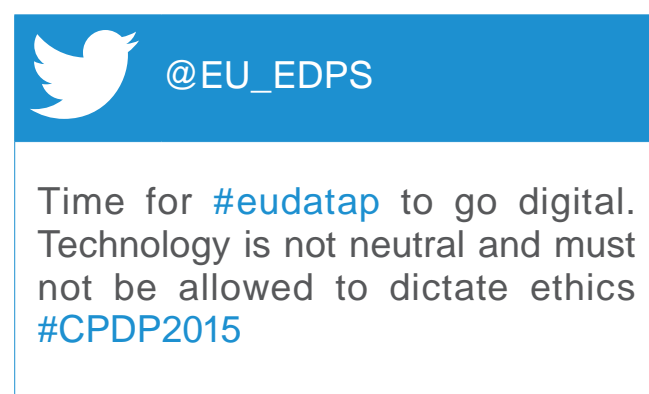 @EU_EDPS
Time for #eudatap to go digital.
Technology is not neutral and must
not be allowed to dictate ethics
#CPDP2015